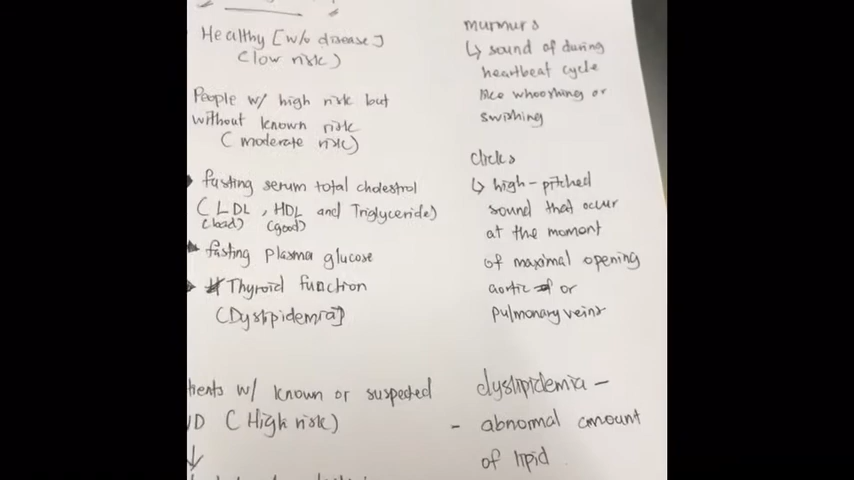 Healthy [w/o disease]
(low risk)
People w/ high risk but
without known risk
(moderate risk)
fasting serum total cholestrol
(LDL, HDL and Triglyceride)
(bad) (good)
fasting plasma glucose
Thyroid function
(Dyslipidemia]
w/ known or suspected
(High risk)
murmurs
↳ sound of during
heartbeat cycle
like whooshing or
swishing
clicks
↳ high-pitched
sound that occur
at the moment
of maximal opening
aortic or
pulmonary veins
dyslipidemia -
- abnormal amount
of lipid